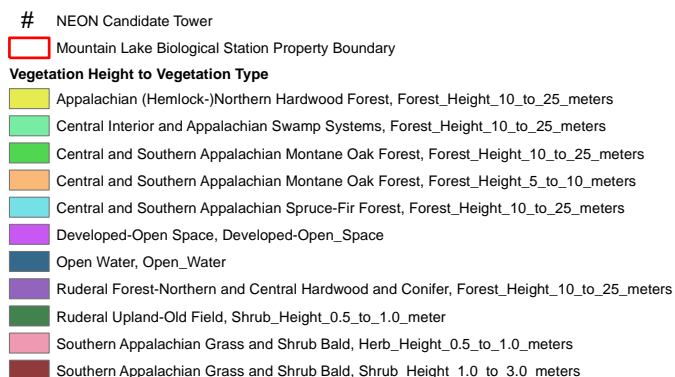 # NEON Candidate Tower
Mountain Lake Biological Station Property Boundary
Vegetation Height to Vegetation Type
Appalachian (Hemlock-)Northern Hardwood Forest, Forest_Height_10_to_25_meters
Central Interior and Appalachian Swamp Systems, Forest_Height_10_to_25_meters
Central and Southern Appalachian Montane Oak Forest, Forest_Height_10_to_25_meters
Central and Southern Appalachian Montane Oak Forest, Forest_Height_5_to_10_meters
Central and Southern Appalachian Spruce-Fir Forest, Forest_Height_10_to_25_meters
Developed-Open Space, Developed-Open_Space
Open Water, Open_Water
Ruderal Forest-Northern and Central Hardwood and Conifer, Forest_Height_10_to_25_meters
Ruderal Upland-Old Field, Shrub_Height_0.5_to_1.0_meter
Southern Appalachian Grass and Shrub Bald, Herb_Height_0.5_to_1.0_meters
Southern Appalachian Grass and Shrub Bald, Shrub_Height_1.0_to_3.0_meters